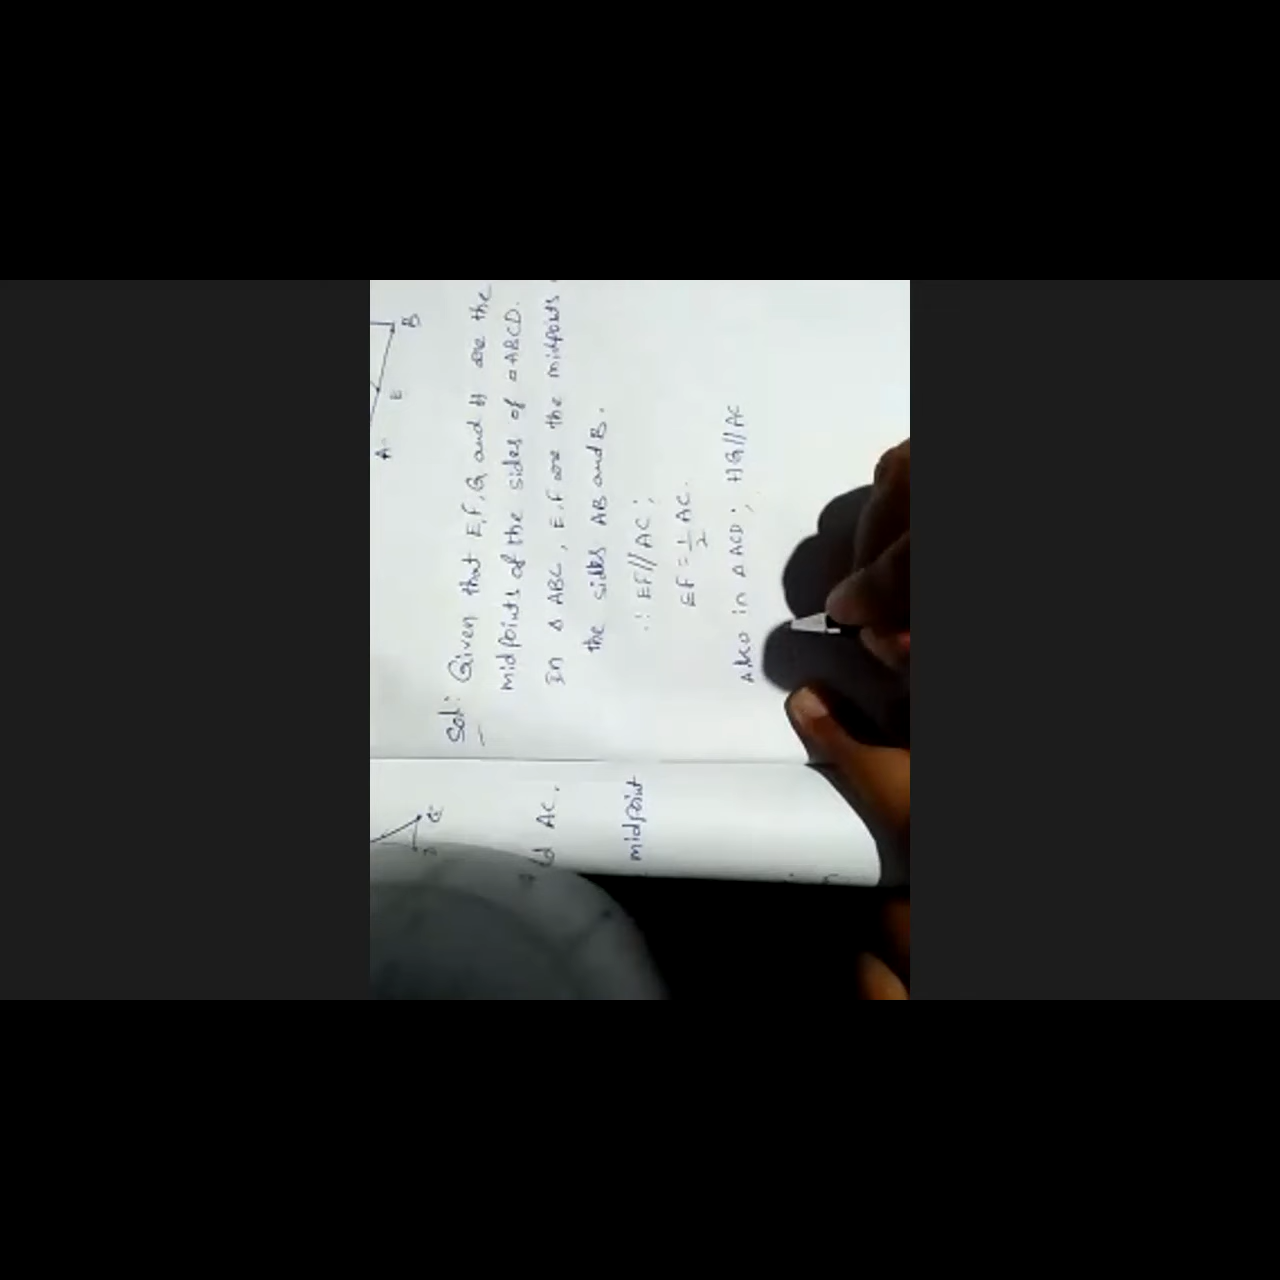 B
E
A
Sol: Given that E, F, G and H are the
midpoints of the sides of □ABCD.
In Δ ABC, E, F are the midpoints
the sides AB and B.
∴ EF // AC ;
EF = 1/2 AC.
Also in Δ ACD ; HG // AC
AC.
midpoint